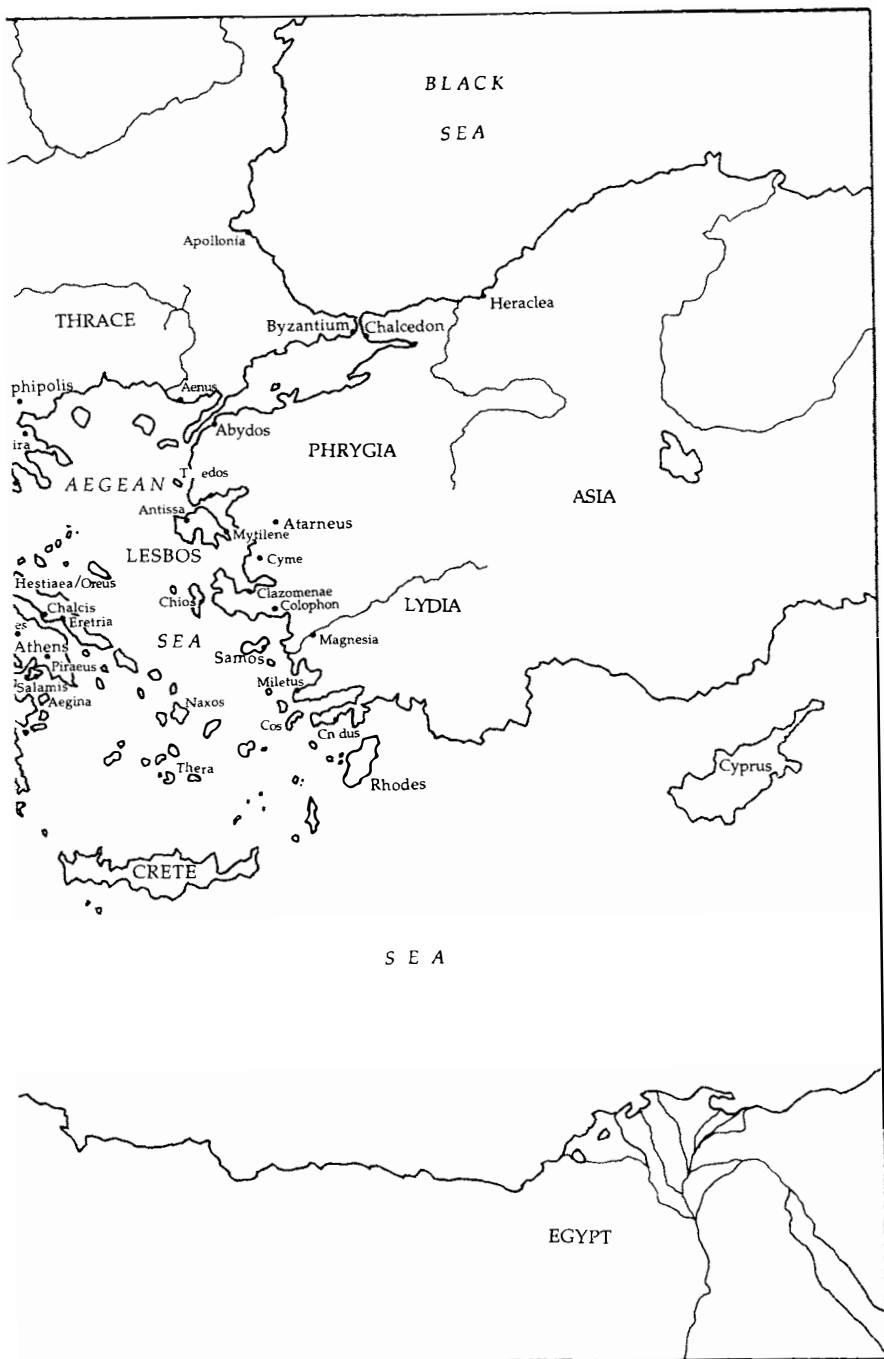 BLACK
SEA
Apollonia
Heraclea
THRACE
Byzantium
Chalcedon
phipolis
Aenus
ira
Abydos
PHRYGIA
AEGEAN
T edos
ASIA
Antissa
Atarneus
Mytilene
LESBOS
Cyme
Hestiaea/Oreus
Clazomenae
Chios
Colophon
LYDIA
Chalcis
Eretria
es
SEA
Magnesia
Athens
Samos
Piraeus
Salamis
Miletus
Aegina
Naxos
Cos
Cn dus
Thera
Rhodes
Cyprus
CRETE
SEA
EGYPT